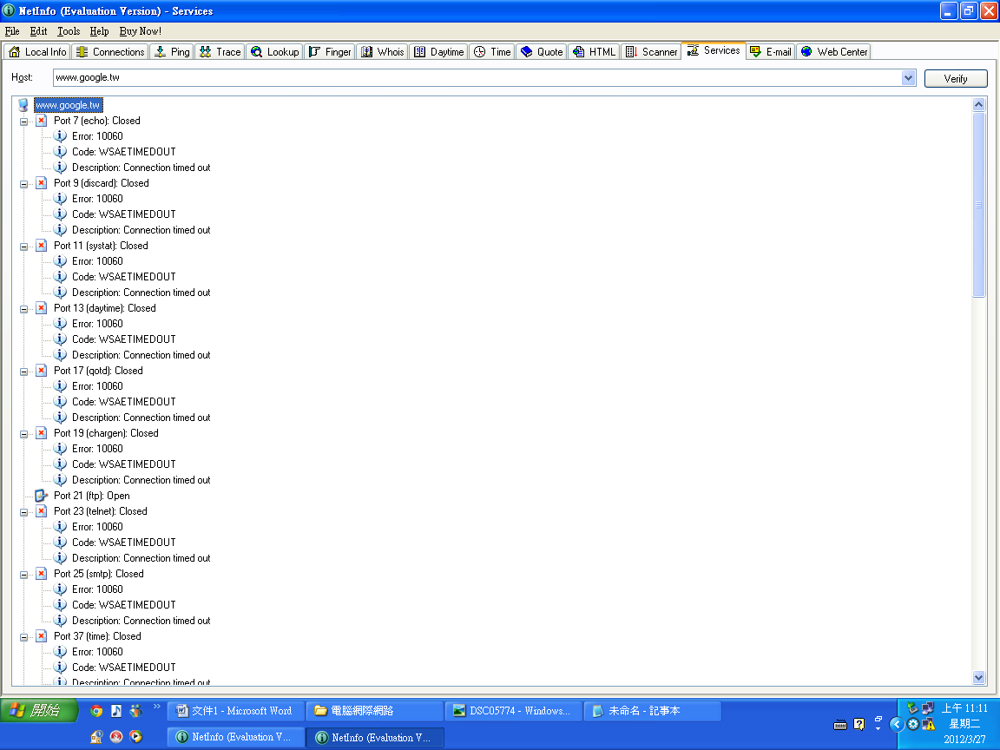 NetInfo (Evaluation Version) - Services
File Edit Tools Help Buy Now!
Local Info Connections Ping Trace Lookup Finger Whois Daytime Time Quote HTML Scanner Services E-mail Web Center
Host: www.google.tw Verify
www.google.tw
Port 7 (echo): Closed
Error: 10060
Code: WSAETIMEDOUT
Description: Connection timed out
Port 9 (discard): Closed
Error: 10060
Code: WSAETIMEDOUT
Description: Connection timed out
Port 11 (systat): Closed
Error: 10060
Code: WSAETIMEDOUT
Description: Connection timed out
Port 13 (daytime): Closed
Error: 10060
Code: WSAETIMEDOUT
Description: Connection timed out
Port 17 (qotd): Closed
Error: 10060
Code: WSAETIMEDOUT
Description: Connection timed out
Port 19 (chargen): Closed
Error: 10060
Code: WSAETIMEDOUT
Description: Connection timed out
Port 21 (ftp): Open
Port 23 (telnet): Closed
Error: 10060
Code: WSAETIMEDOUT
Description: Connection timed out
Port 25 (smtp): Closed
Error: 10060
Code: WSAETIMEDOUT
Description: Connection timed out
Port 37 (time): Closed
Error: 10060
Code: WSAETIMEDOUT
Description: Connection timed out
開始 文件1 - Microsoft Word 電腦網際網路 DSC05774 - Windows... 未命名 - 記事本 上午 11:11
星期二
NetInfo (Evaluation V... NetInfo (Evaluation V... 2012/3/27